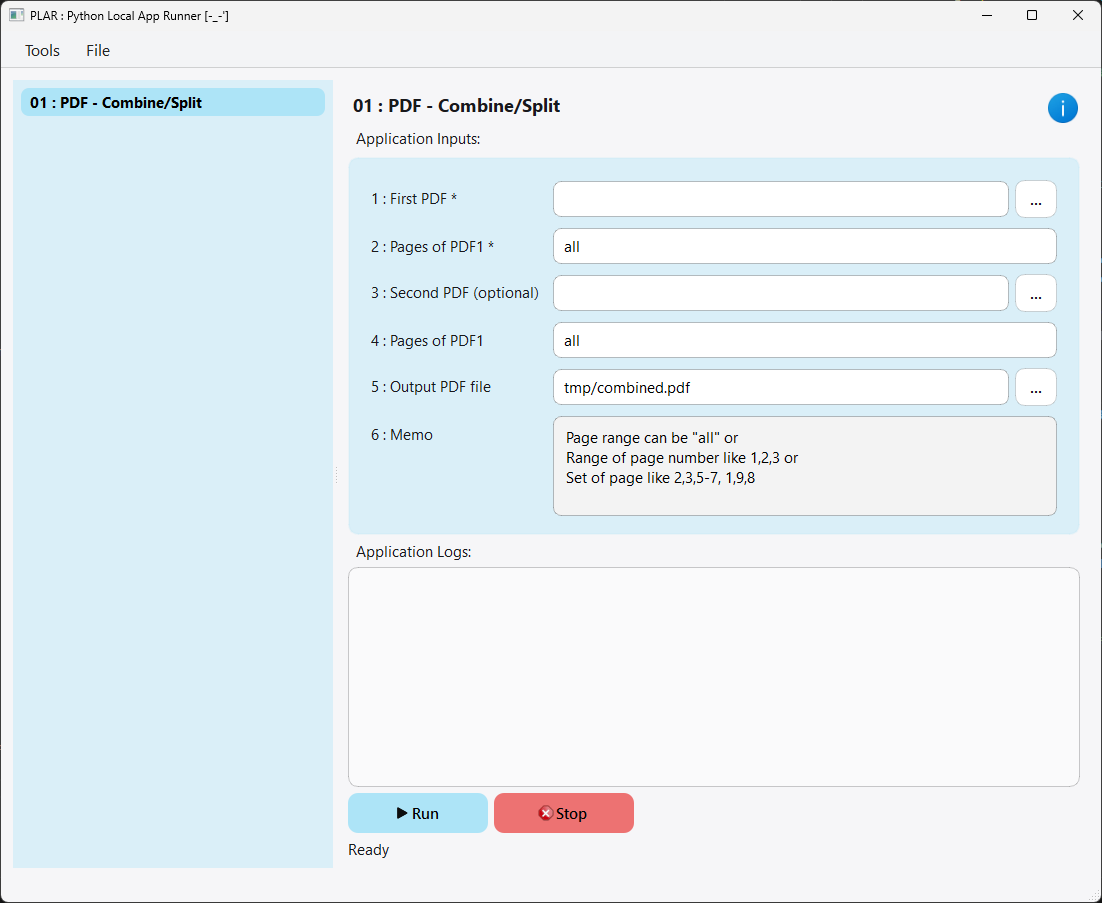 PLAR : Python Local App Runner [-_-']
Tools File
01 : PDF - Combine/Split
01 : PDF - Combine/Split
i
Application Inputs:
1 : First PDF *
...
2 : Pages of PDF1 * all
3 : Second PDF (optional)
...
4 : Pages of PDF1 all
5 : Output PDF file tmp/combined.pdf ...
6 : Memo
Page range can be "all" or
Range of page number like 1,2,3 or
Set of page like 2,3,5-7, 1,9,8
Application Logs:
Run Stop
Ready